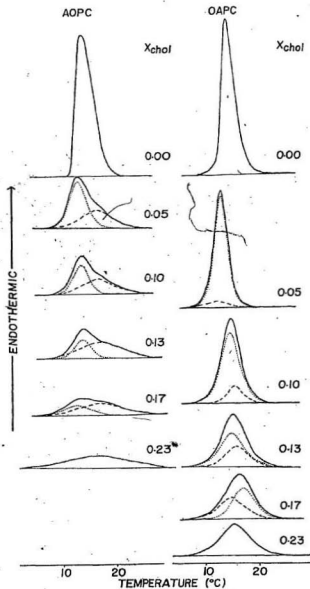 AOPC
OAPC
Xchol
Xchol
0·00
0·00
0·05
0·05
0·10
0·10
0·13
0·13
0·17
0·17
0·23
0·23
ENDOTHERMIC
10 20
10 20
TEMPERATURE (°C)